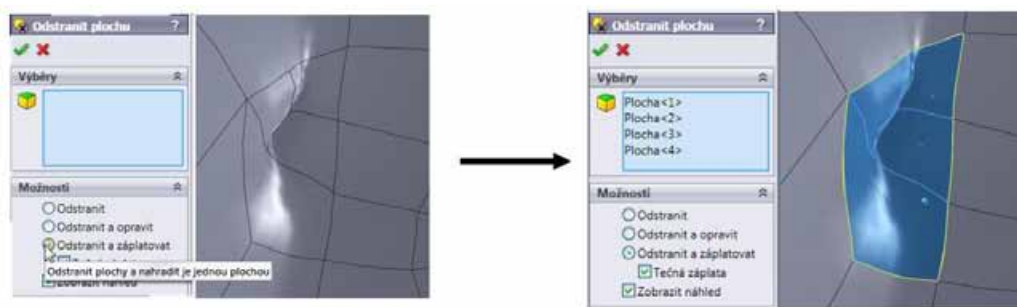 Odstranit plochu ?
Výběry
Možnosti
Odstranit
Odstranit a opravit
Odstranit a záplatovat
Odstranit plochy a nahradit je jednou plochou
Zobrazit náhled
Odstranit plochu ?
Výběry
Plocha<1>
Plocha<2>
Plocha<3>
Plocha<4>
Možnosti
Odstranit
Odstranit a opravit
Odstranit a záplatovat
Tečná záplata
Zobrazit náhled